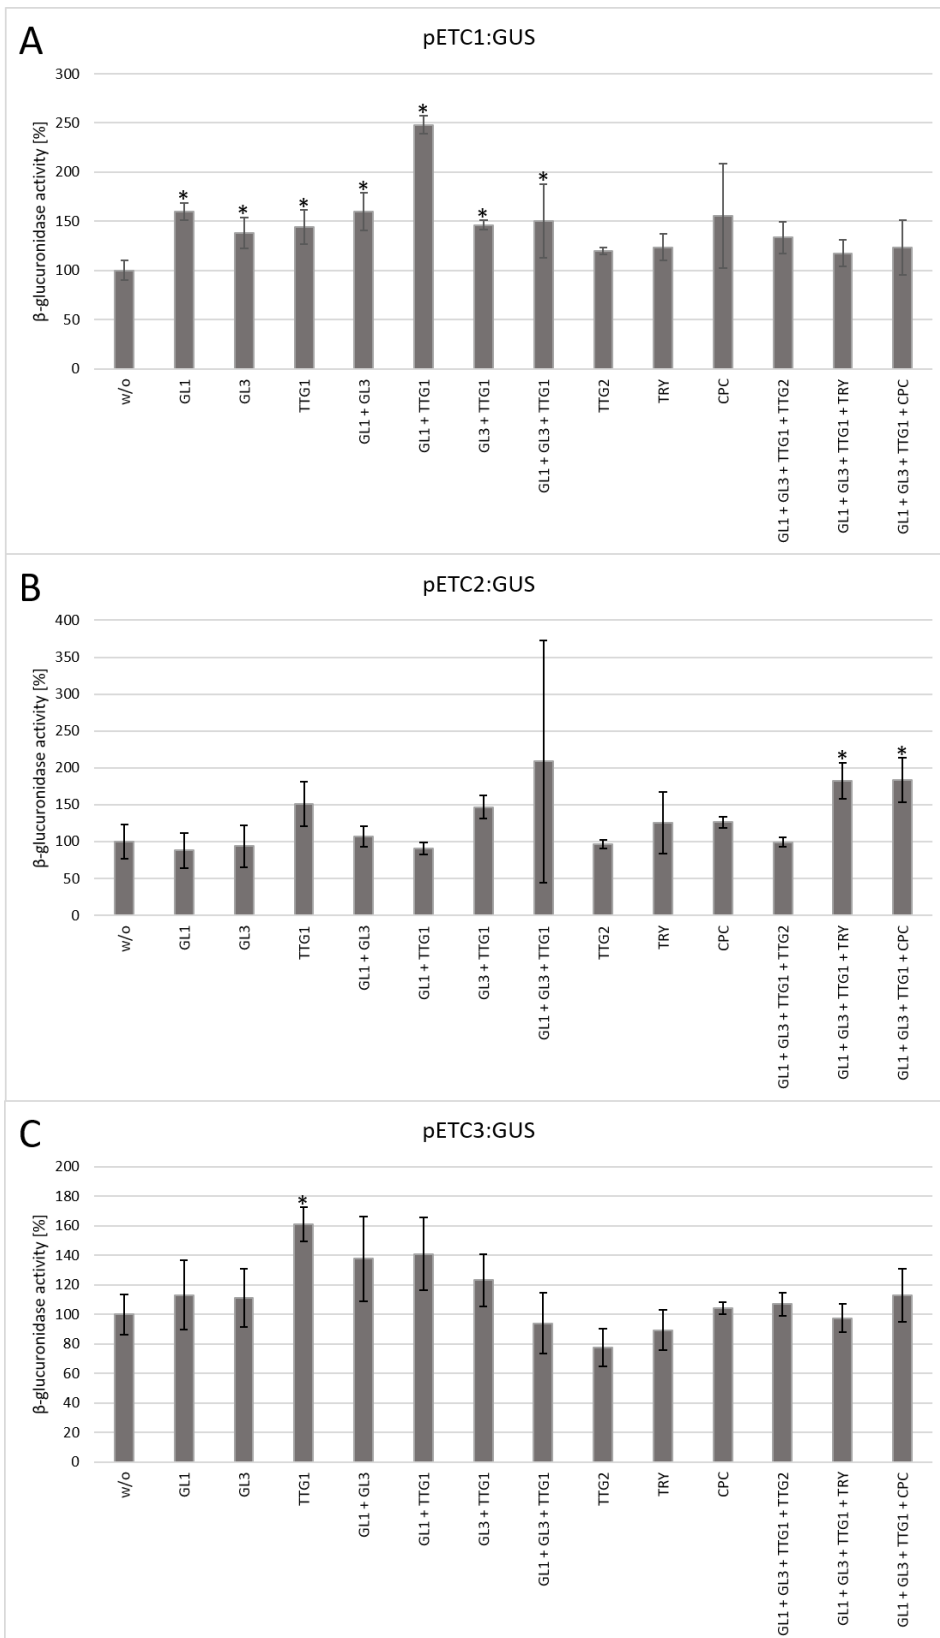 A
pETC1:GUS
β-glucuronidase activity [%]
300
250
200
150
100
50
0
*
*
*
*
*
*
*
w/o
GL1
GL3
TTG1
GL1 + GL3
GL1 + TTG1
GL3 + TTG1
GL1 + GL3 + TTG1
TTG2
TRY
CPC
GL1 + GL3 + TTG1 + TTG2
GL1 + GL3 + TTG1 + TRY
GL1 + GL3 + TTG1 + CPC
B
pETC2:GUS
β-glucuronidase activity [%]
400
350
300
250
200
150
100
50
0
*
*
w/o
GL1
GL3
TTG1
GL1 + GL3
GL1 + TTG1
GL3 + TTG1
GL1 + GL3 + TTG1
TTG2
TRY
CPC
GL1 + GL3 + TTG1 + TTG2
GL1 + GL3 + TTG1 + TRY
GL1 + GL3 + TTG1 + CPC
C
pETC3:GUS
β-glucuronidase activity [%]
200
180
160
140
120
100
80
60
40
20
0
*
w/o
GL1
GL3
TTG1
GL1 + GL3
GL1 + TTG1
GL3 + TTG1
GL1 + GL3 + TTG1
TTG2
TRY
CPC
GL1 + GL3 + TTG1 + TTG2
GL1 + GL3 + TTG1 + TRY
GL1 + GL3 + TTG1 + CPC